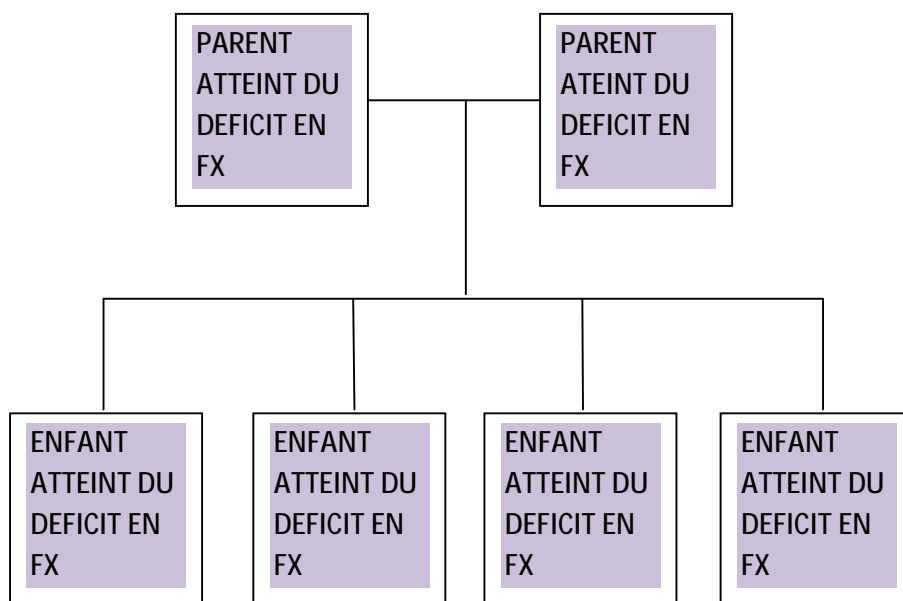 PARENT
ATTEINT DU
DEFICIT EN
FX
PARENT
ATEINT DU
DEFICIT EN
FX
ENFANT
ATTEINT DU
DEFICIT EN
FX
ENFANT
ATTEINT DU
DEFICIT EN
FX
ENFANT
ATTEINT DU
DEFICIT EN
FX
ENFANT
ATTEINT DU
DEFICIT EN
FX